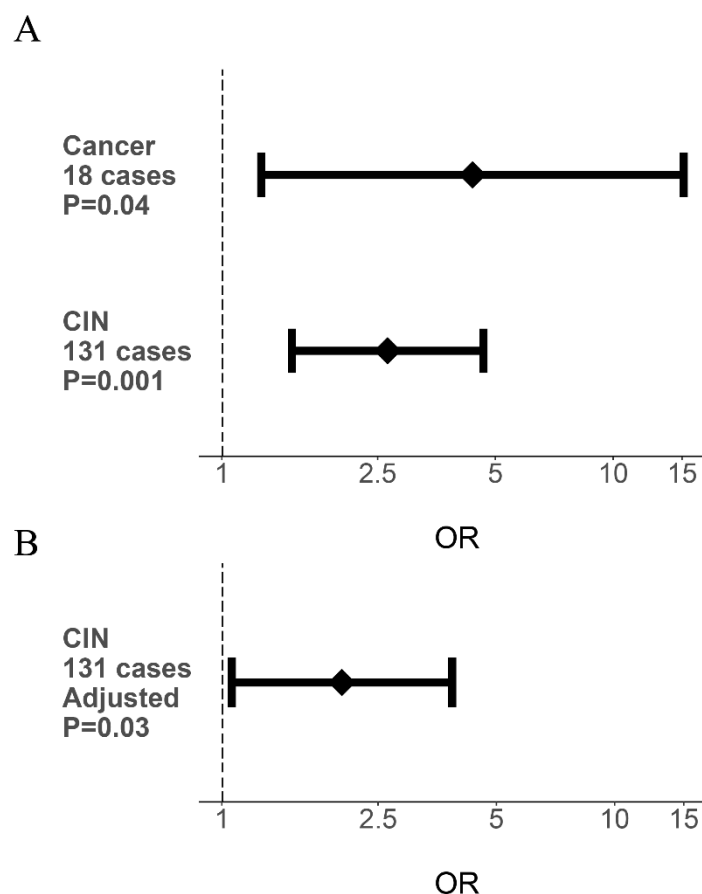 A
Cancer
18 cases
P=0.04
CIN
131 cases
P=0.001
1 2.5 5 10 15
OR
B
CIN
131 cases
Adjusted
P=0.03
1 2.5 5 10 15
OR